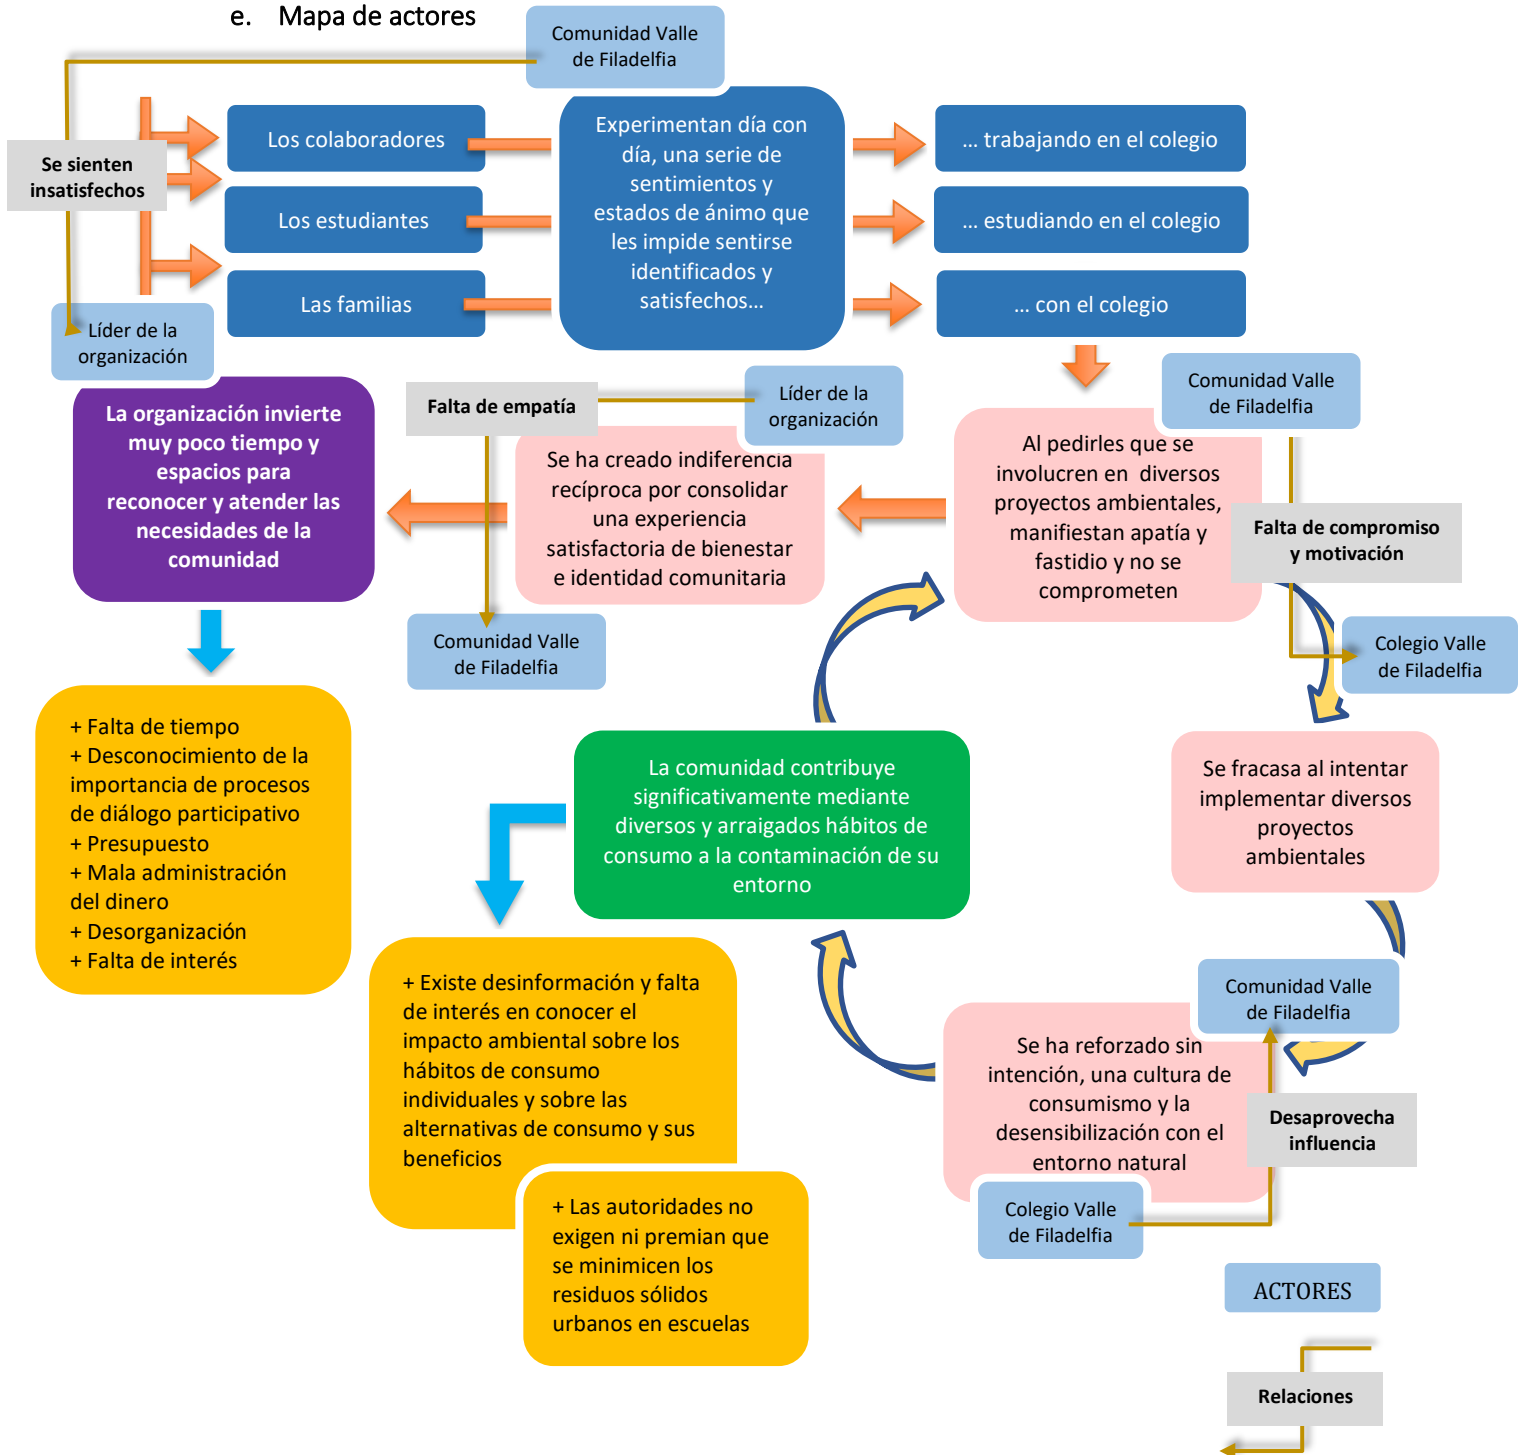 e. Mapa de actores
Comunidad Valle
de Filadelfia
Se sienten
insatisfechos
Los colaboradores
Los estudiantes
Las familias
Experimentan día con
día, una serie de
sentimientos y
estados de ánimo que
les impide sentirse
identificados y
satisfechos...
... trabajando en el colegio
... estudiando en el colegio
... con el colegio
Líder de la
organización
La organización invierte
muy poco tiempo y
espacios para
reconocer y atender las
necesidades de la
comunidad
Falta de empatía
Líder de la
organización
Se ha creado indiferencia
recíproca por consolidar
una experiencia
satisfactoria de bienestar
e identidad comunitaria
Comunidad Valle
de Filadelfia
Comunidad Valle
de Filadelfia
Al pedirles que se
involucren en diversos
proyectos ambientales,
manifiestan apatía y
fastidio y no se
comprometen
Falta de compromiso
y motivación
Colegio Valle
de Filadelfia
+ Falta de tiempo
+ Desconocimiento de la
importancia de procesos
de diálogo participativo
+ Presupuesto
+ Mala administración
del dinero
+ Desorganización
+ Falta de interés
La comunidad contribuye
significativamente mediante
diversos y arraigados hábitos de
consumo a la contaminación de su
entorno
Se fracasa al intentar
implementar diversos
proyectos
ambientales
+ Existe desinformación y falta
de interés en conocer el
impacto ambiental sobre los
hábitos de consumo
individuales y sobre las
alternativas de consumo y sus
beneficios
+ Las autoridades no
exigen ni premian que
se minimicen los
residuos sólidos
urbanos en escuelas
Comunidad Valle
de Filadelfia
Se ha reforzado sin
intención, una cultura de
consumismo y la
desensibilización con el
entorno natural
Desaprovecha
influencia
Colegio Valle
de Filadelfia
ACTORES
Relaciones